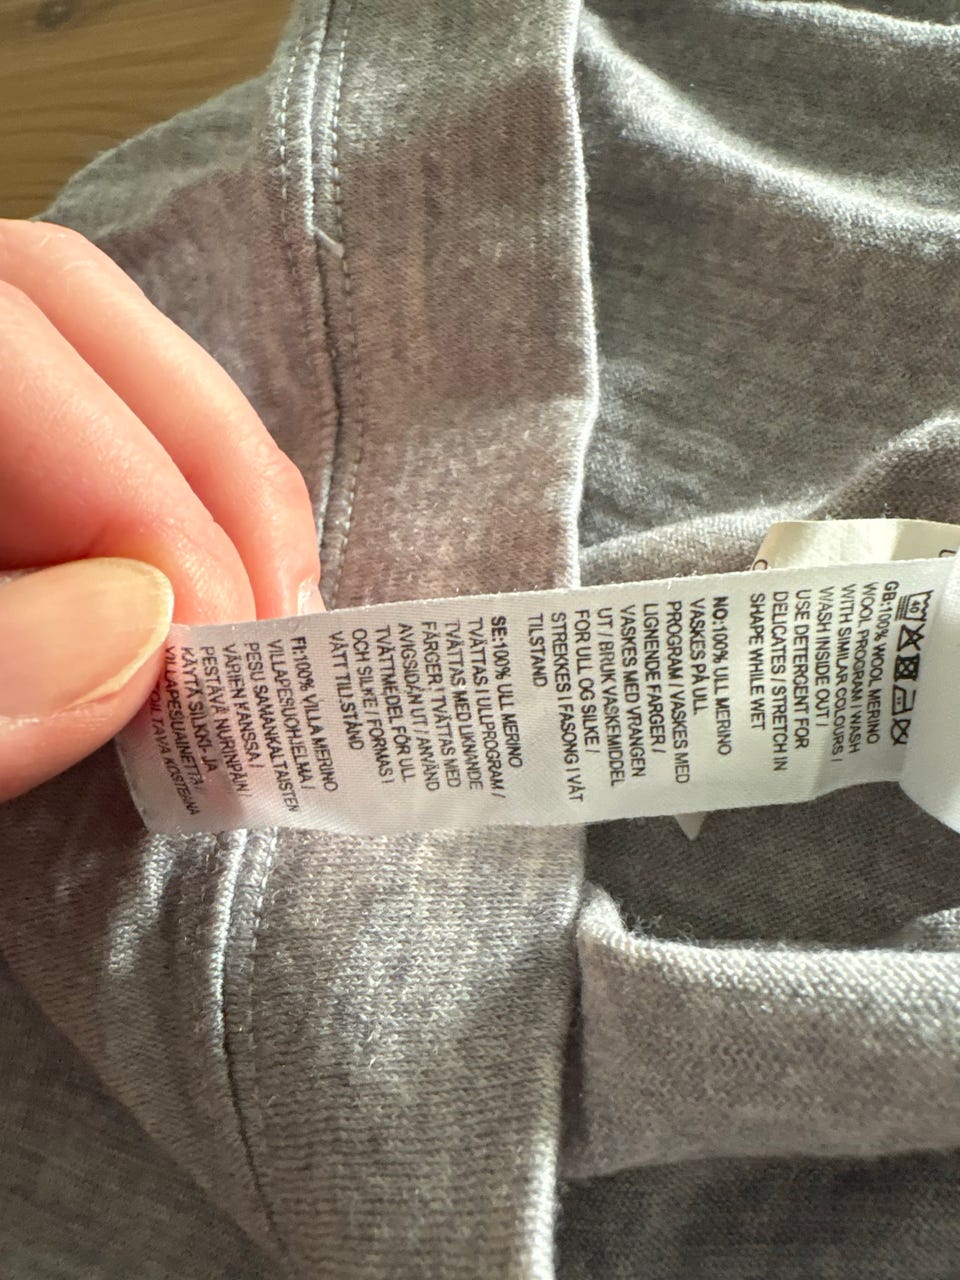 40
GB:100% WOOL MERINO
WOOL PROGRAM / WASH
WITH SIMILAR COLOURS /
WASH INSIDE OUT /
USE DETERGENT FOR
DELICATES / STRETCH IN
SHAPE WHILE WET
NO:100% ULL MERINO
VASKES PÅ ULL
PROGRAM / VASKES MED
LIGNENDE FARGER /
VASKES MED VRANGEN
UT / BRUK VASKEMIDDEL
FOR ULL OG SILKE /
STREKKES I FASONG I VÅT
TILSTAND
SE:100% ULL MERINO
TVÄTTAS I ULLPROGRAM /
TVÄTTAS MED LIKNANDE
FÄRGER / TVÄTTAS MED
AVIGSIDAN UT / ANVÄND
TVÄTTMEDEL FÖR ULL
OCH SILKE / FORMAS I
VÅTT TILLSTÅND
FI:100% VILLA MERINO
VILLAPESUOHJELMA /
PESU SAMANKALTAISTEN
VÄRIEN KANSSA /
PESTÄVÄ NURINPÄIN
KÄYTÄ SILKKI- JA
VILLAPESUAINETTA /
KOSTEANA